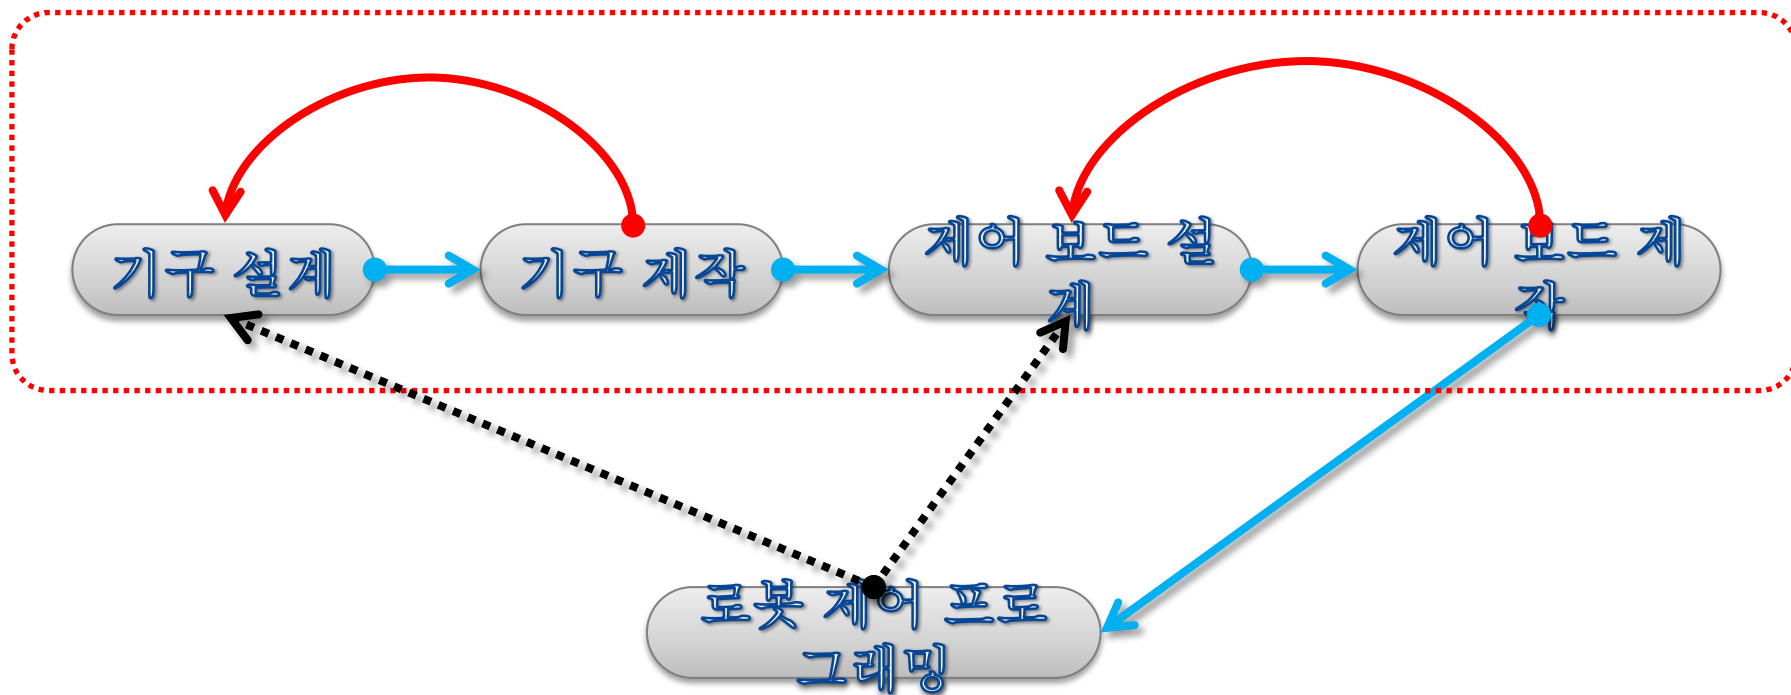 기구 설계
기구 제작
제어 보드 설
계
제어 보드 제
작
로봇 제어 프로
그래밍